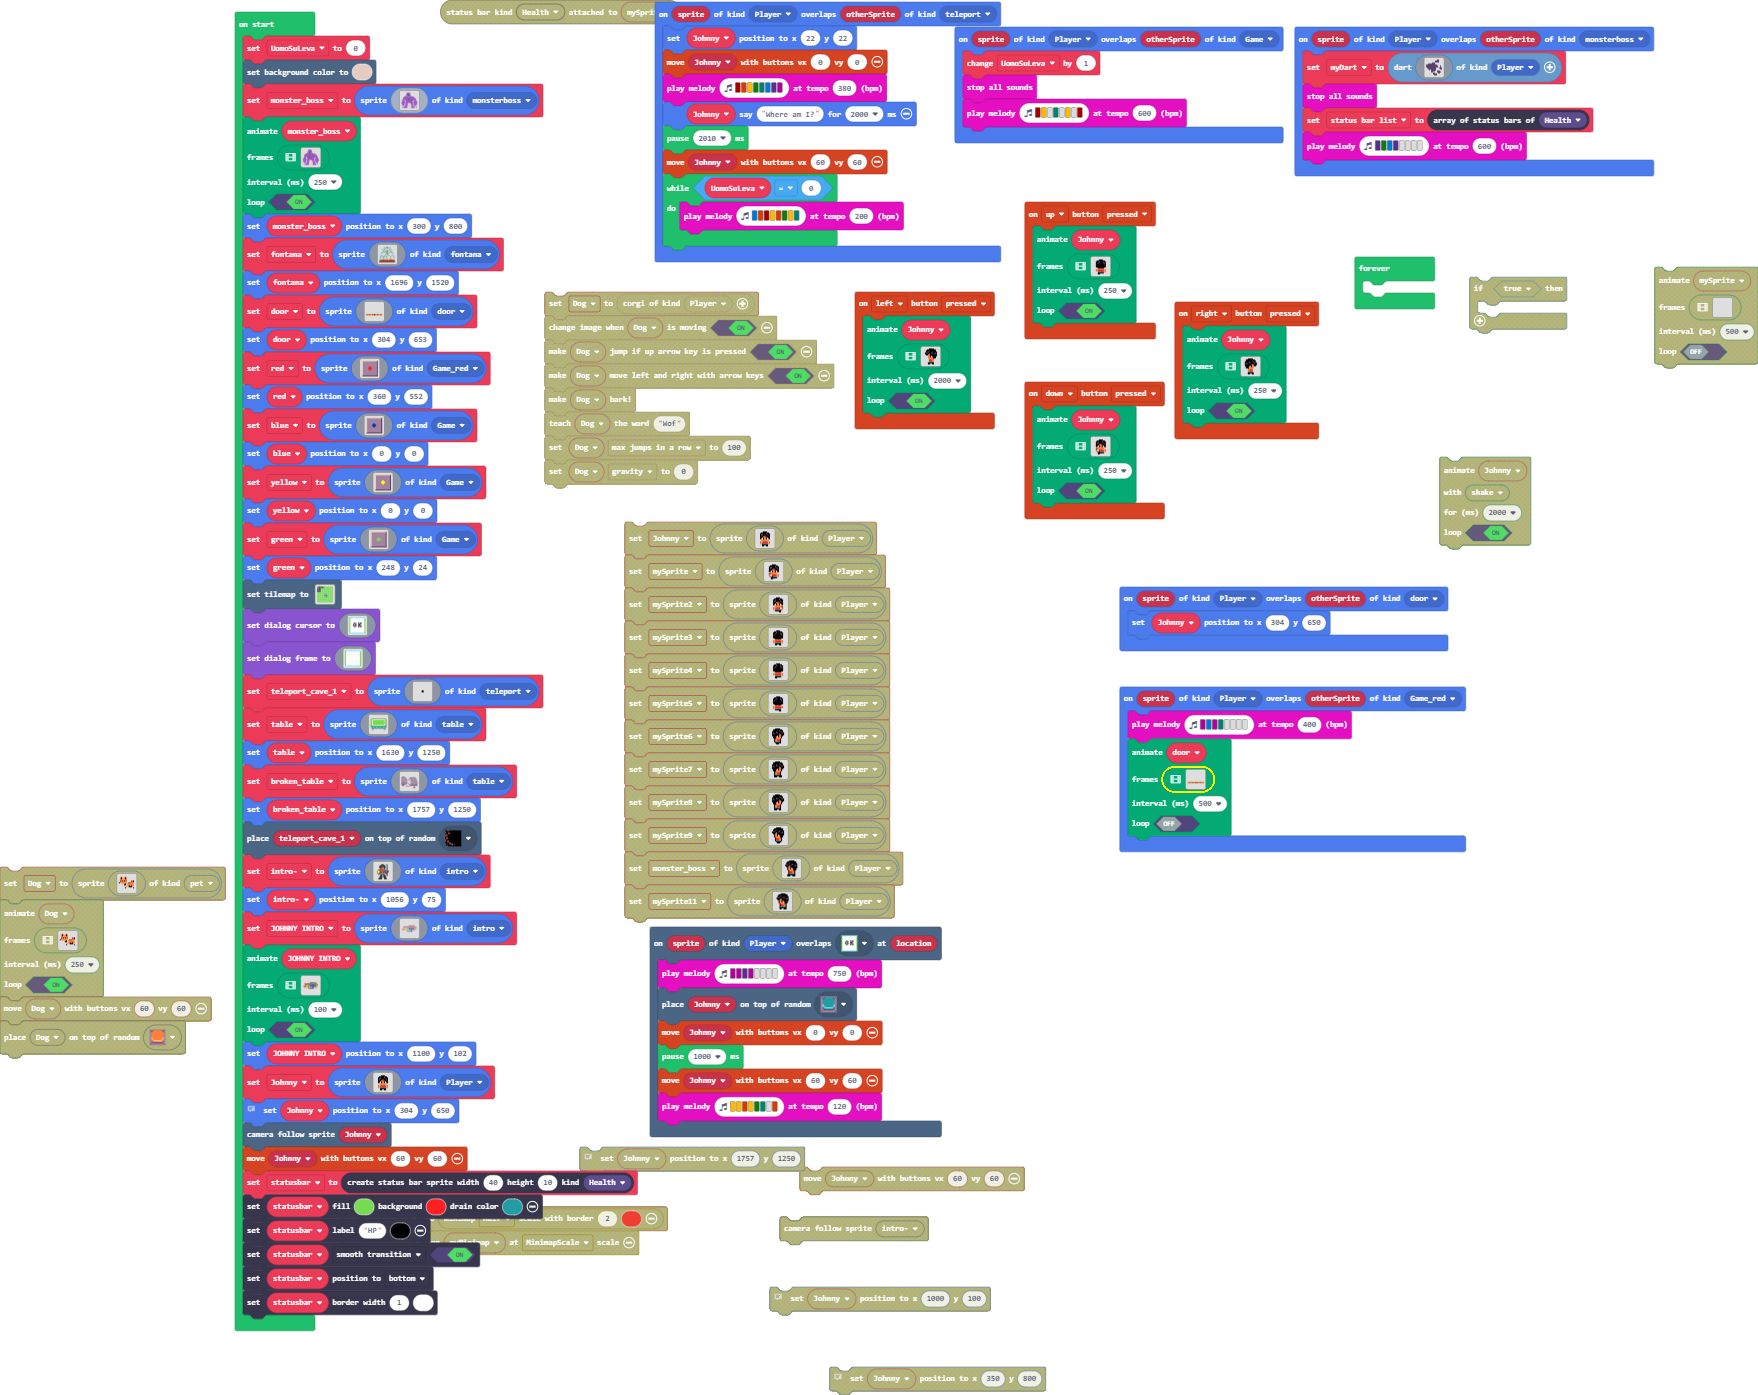 on start
set UomoSuLeva to 0
set background color to
set monster_boss to sprite of kind monsterboss
animate monster_boss
frames
interval (ms) 250
loop ON
set monster_boss position to x 300 y 800
set fontana to sprite of kind fontana
set fontana position to x 1696 y 1520
set door to sprite of kind door
set door position to x 304 y 653
set red to sprite of kind Game_red
set red position to x 360 y 552
set blue to sprite of kind Game
set blue position to x 0 y 0
set yellow to sprite of kind Game
set yellow position to x 0 y 0
set green to sprite of kind Game
set green position to x 248 y 24
set tilemap to
set dialog cursor to OK
set dialog frame to
set teleport_cave_1 to sprite of kind teleport
set table to sprite of kind table
set table position to x 1630 y 1250
set broken_table to sprite of kind table
set broken_table position to x 1757 y 1250
place teleport_cave_1 on top of random
set intro- to sprite of kind intro
set intro- position to x 1056 y 75
set JOHNNY INTRO to sprite of kind intro
animate JOHNNY INTRO
frames
interval (ms) 100
loop ON
set JOHNNY INTRO position to x 1100 y 102
set Johnny to sprite of kind Player
set Johnny position to x 304 y 650
camera follow sprite Johnny
move Johnny with buttons vx 60 vy 60
set statusbar to create status bar sprite width 40 height 10 kind Health
set statusbar fill background drain color
set statusbar label "HP"
set statusbar smooth transition ON
set statusbar position to bottom
set statusbar border width 1
with border 2
at MinimapScale scale
set Dog to sprite of kind pet
animate Dog
frames
interval (ms) 250
loop ON
move Dog with buttons vx 60 vy 60
place Dog on top of random
status bar kind Health attached to
on sprite of kind Player overlaps otherSprite of kind teleport
set Johnny position to x 22 y 22
move Johnny with buttons vx 0 vy 0
play melody at tempo 380 (bpm)
Johnny say "Where am I?" for 2000 ms
pause 2010 ms
move Johnny with buttons vx 60 vy 60
while UomoSuLeva = 0
do play melody at tempo 200 (bpm)
on sprite of kind Player overlaps otherSprite of kind Game
change UomoSuLeva by 1
stop all sounds
play melody at tempo 600 (bpm)
on sprite of kind Player overlaps otherSprite of kind monsterboss
set myDart to dart of kind Player
stop all sounds
set status bar list to array of status bars of Health
play melody at tempo 600 (bpm)
set Dog to corgi of kind Player
change image when Dog is moving ON
make Dog jump if up arrow key is pressed ON
make Dog move left and right with arrow keys ON
make Dog bark!
teach Dog the word "Wof"
set Dog max jumps in a row to 100
set Dog gravity to 0
on left button pressed
animate Johnny
frames
interval (ms) 2000
loop ON
on up button pressed
animate Johnny
frames
interval (ms) 250
loop ON
on down button pressed
animate Johnny
frames
interval (ms) 250
loop ON
on right button pressed
animate Johnny
frames
interval (ms) 250
loop ON
forever
if true then
animate mySprite
frames
interval (ms) 500
loop OFF
animate Johnny
with shake
for (ms) 2000
loop ON
set Johnny to sprite of kind Player
set mySprite to sprite of kind Player
set mySprite2 to sprite of kind Player
set mySprite3 to sprite of kind Player
set mySprite4 to sprite of kind Player
set mySprite5 to sprite of kind Player
set mySprite6 to sprite of kind Player
set mySprite7 to sprite of kind Player
set mySprite8 to sprite of kind Player
set mySprite9 to sprite of kind Player
set monster_boss to sprite of kind Player
set mySprite11 to sprite of kind Player
on sprite of kind Player overlaps otherSprite of kind door
set Johnny position to x 304 y 650
on sprite of kind Player overlaps otherSprite of kind Game_red
play melody at tempo 400 (bpm)
animate door
frames
interval (ms) 500
loop OFF
on sprite of kind Player overlaps OK at location
play melody at tempo 750 (bpm)
place Johnny on top of random
move Johnny with buttons vx 0 vy 0
pause 1000 ms
move Johnny with buttons vx 60 vy 60
play melody at tempo 120 (bpm)
set Johnny position to x 1757 y 1250
move Johnny with buttons vx 60 vy 60
camera follow sprite intro-
set Johnny position to x 1000 y 100
set Johnny position to x 350 y 800